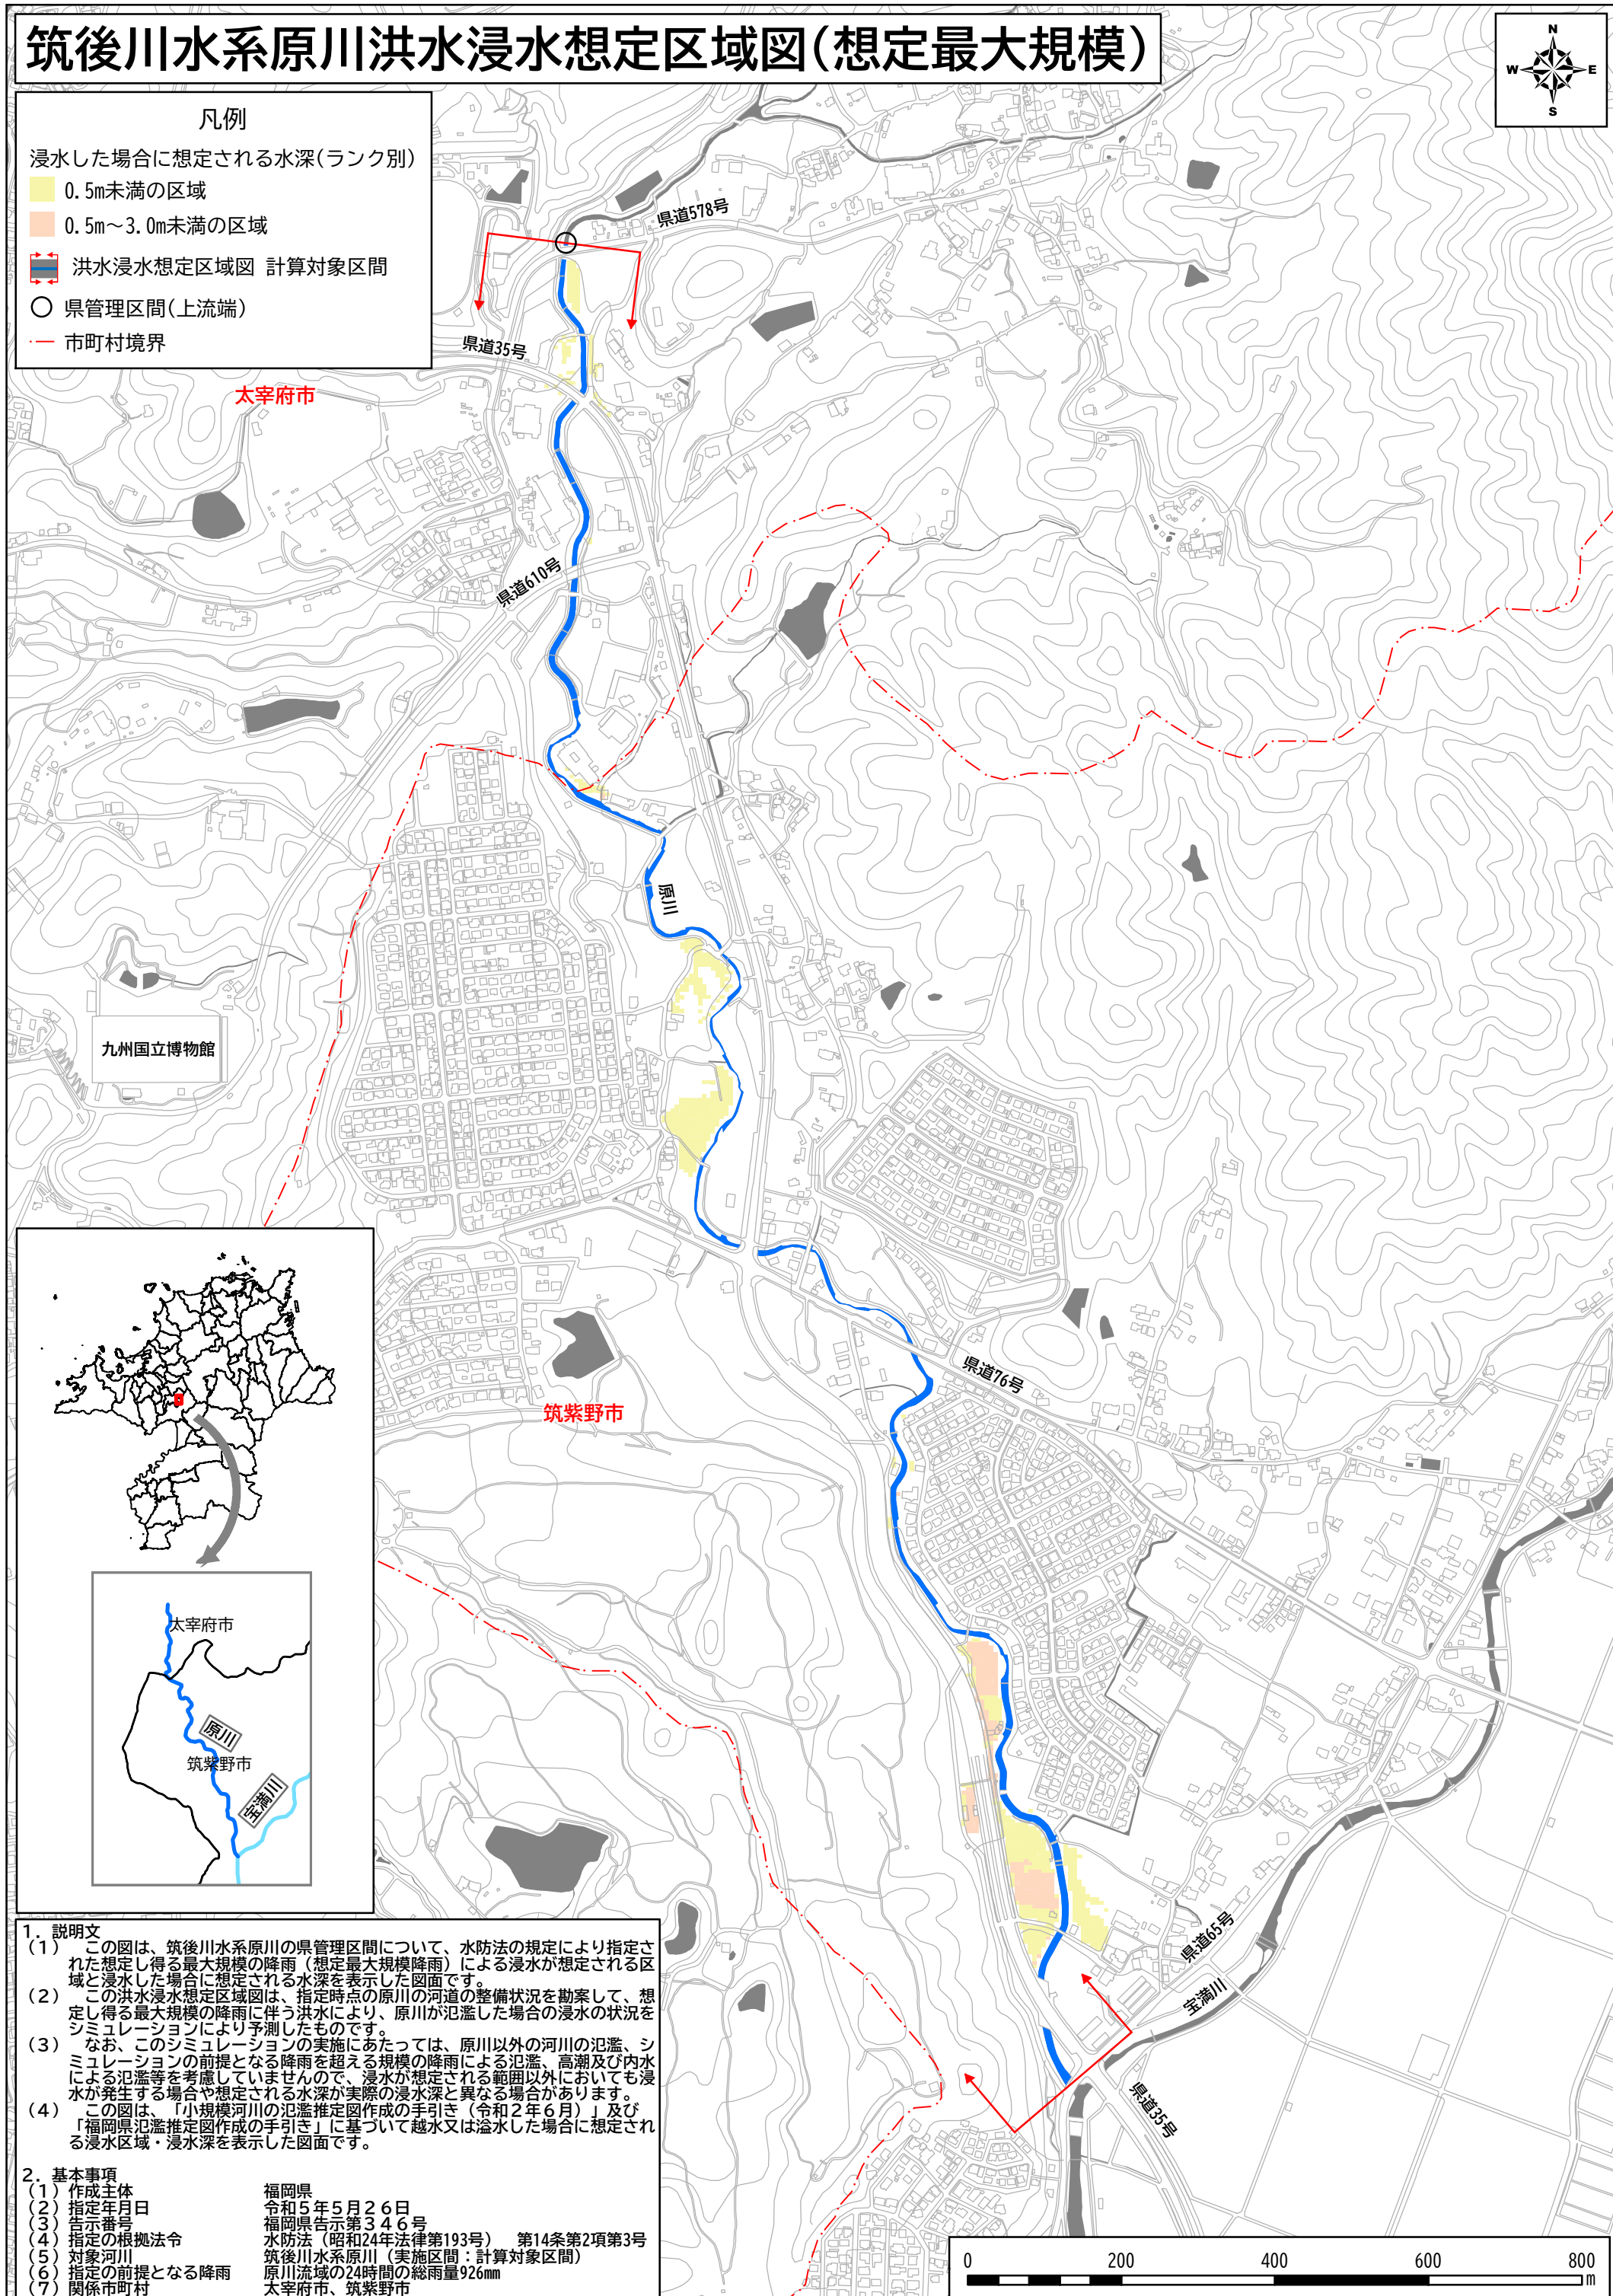 筑後川水系原川洪水浸水想定区域図(想定最大規模)
N
W E
S
凡例
浸水した場合に想定される水深(ランク別)
0.5m未満の区域
0.5m～3.0m未満の区域
洪水浸水想定区域図 計算対象区間
県管理区間(上流端)
市町村境界
県道578号
県道35号
太宰府市
県道610号
原川
九州国立博物館
県道76号
筑紫野市
太宰府市
原川
筑紫野市
宝満川
県道65号
宝満川
県道35号
1．説明文
（1） この図は、筑後川水系原川の県管理区間について、水防法の規定により指定さ
れた想定し得る最大規模の降雨（想定最大規模降雨）による浸水が想定される区
域と浸水した場合に想定される水深を表示した図面です。
（2） この洪水浸水想定区域図は、指定時点の原川の河道の整備状況を勘案して、想
定し得る最大規模の降雨に伴う洪水により、原川が氾濫した場合の浸水の状況を
シミュレーションにより予測したものです。
（3） なお、このシミュレーションの実施にあたっては、原川以外の河川の氾濫、シ
ミュレーションの前提となる降雨を超える規模の降雨による氾濫、高潮及び内水
による氾濫等を考慮していませんので、浸水が想定される範囲以外においても浸
水が発生する場合や想定される水深が実際の浸水深と異なる場合があります。
（4） この図は、「小規模河川の氾濫推定図作成の手引き（令和２年６月）」及び
「福岡県氾濫推定図作成の手引き」に基づいて越水又は溢水した場合に想定され
る浸水区域・浸水深を表示した図面です。
2．基本事項
（1）作成主体 福岡県
（2）指定年月日 令和５年５月２６日
（3）告示番号 福岡県告示第３４６号
（4）指定の根拠法令 水防法（昭和24年法律第193号） 第14条第2項第3号
（5）対象河川 筑後川水系原川（実施区間：計算対象区間）
（6）指定の前提となる降雨 原川流域の24時間の総雨量926mm
（7）関係市町村 太宰府市、筑紫野市
0 200 400 600 800
m